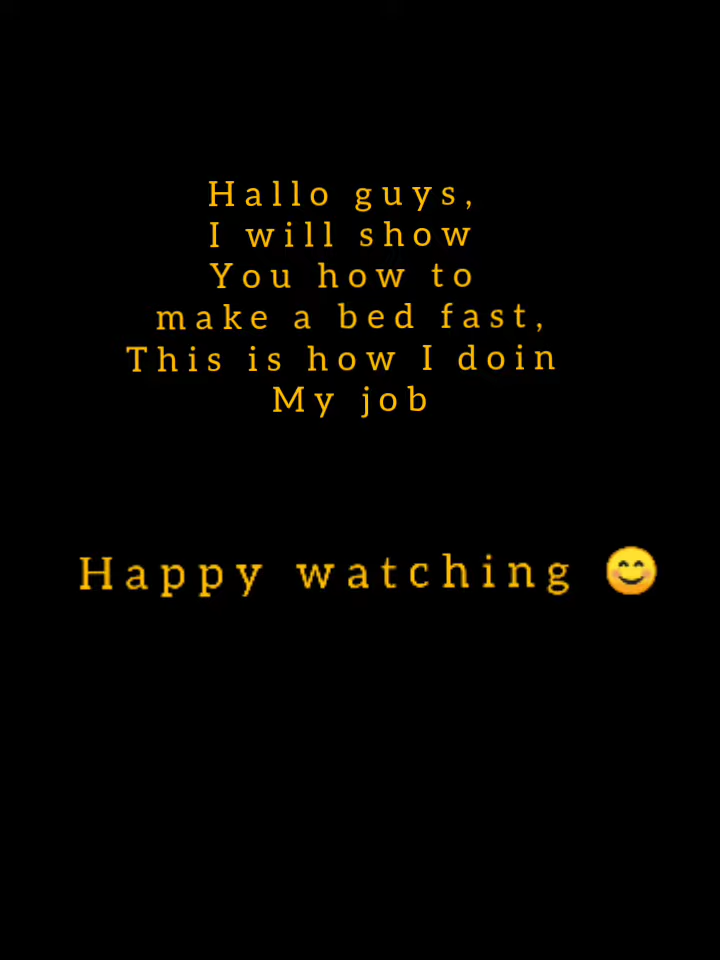 Hallo guys,
I will show
You how to
make a bed fast,
This is how I doin
My job
Happy watching 😊